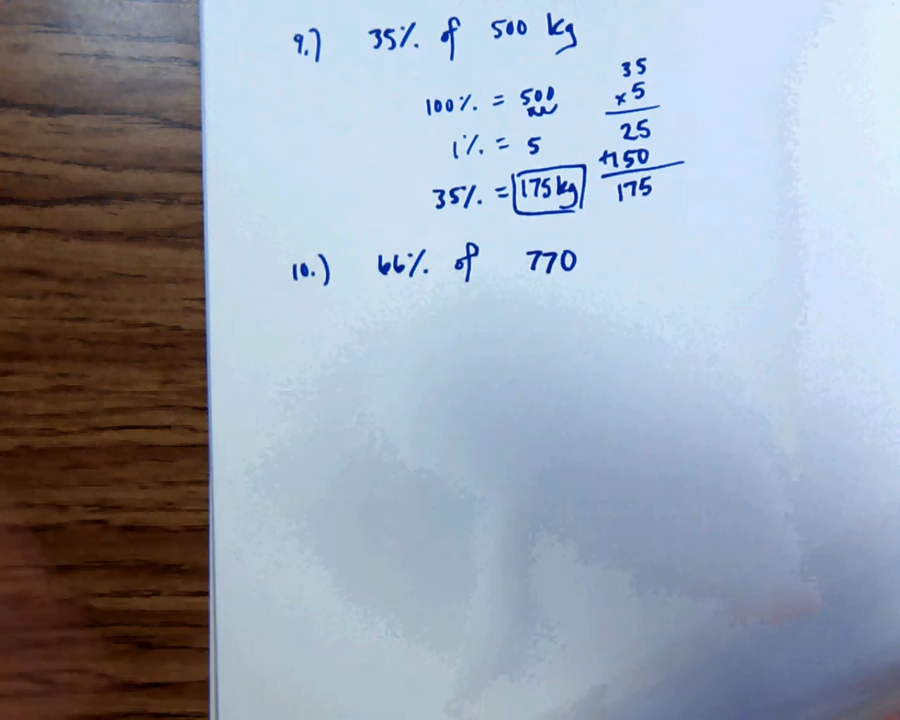 9.) 35% of 500 kg
35
100% = 500 x 5
1% = 5 25
+150
35% = 175 kg 175
10.) 66% of 770